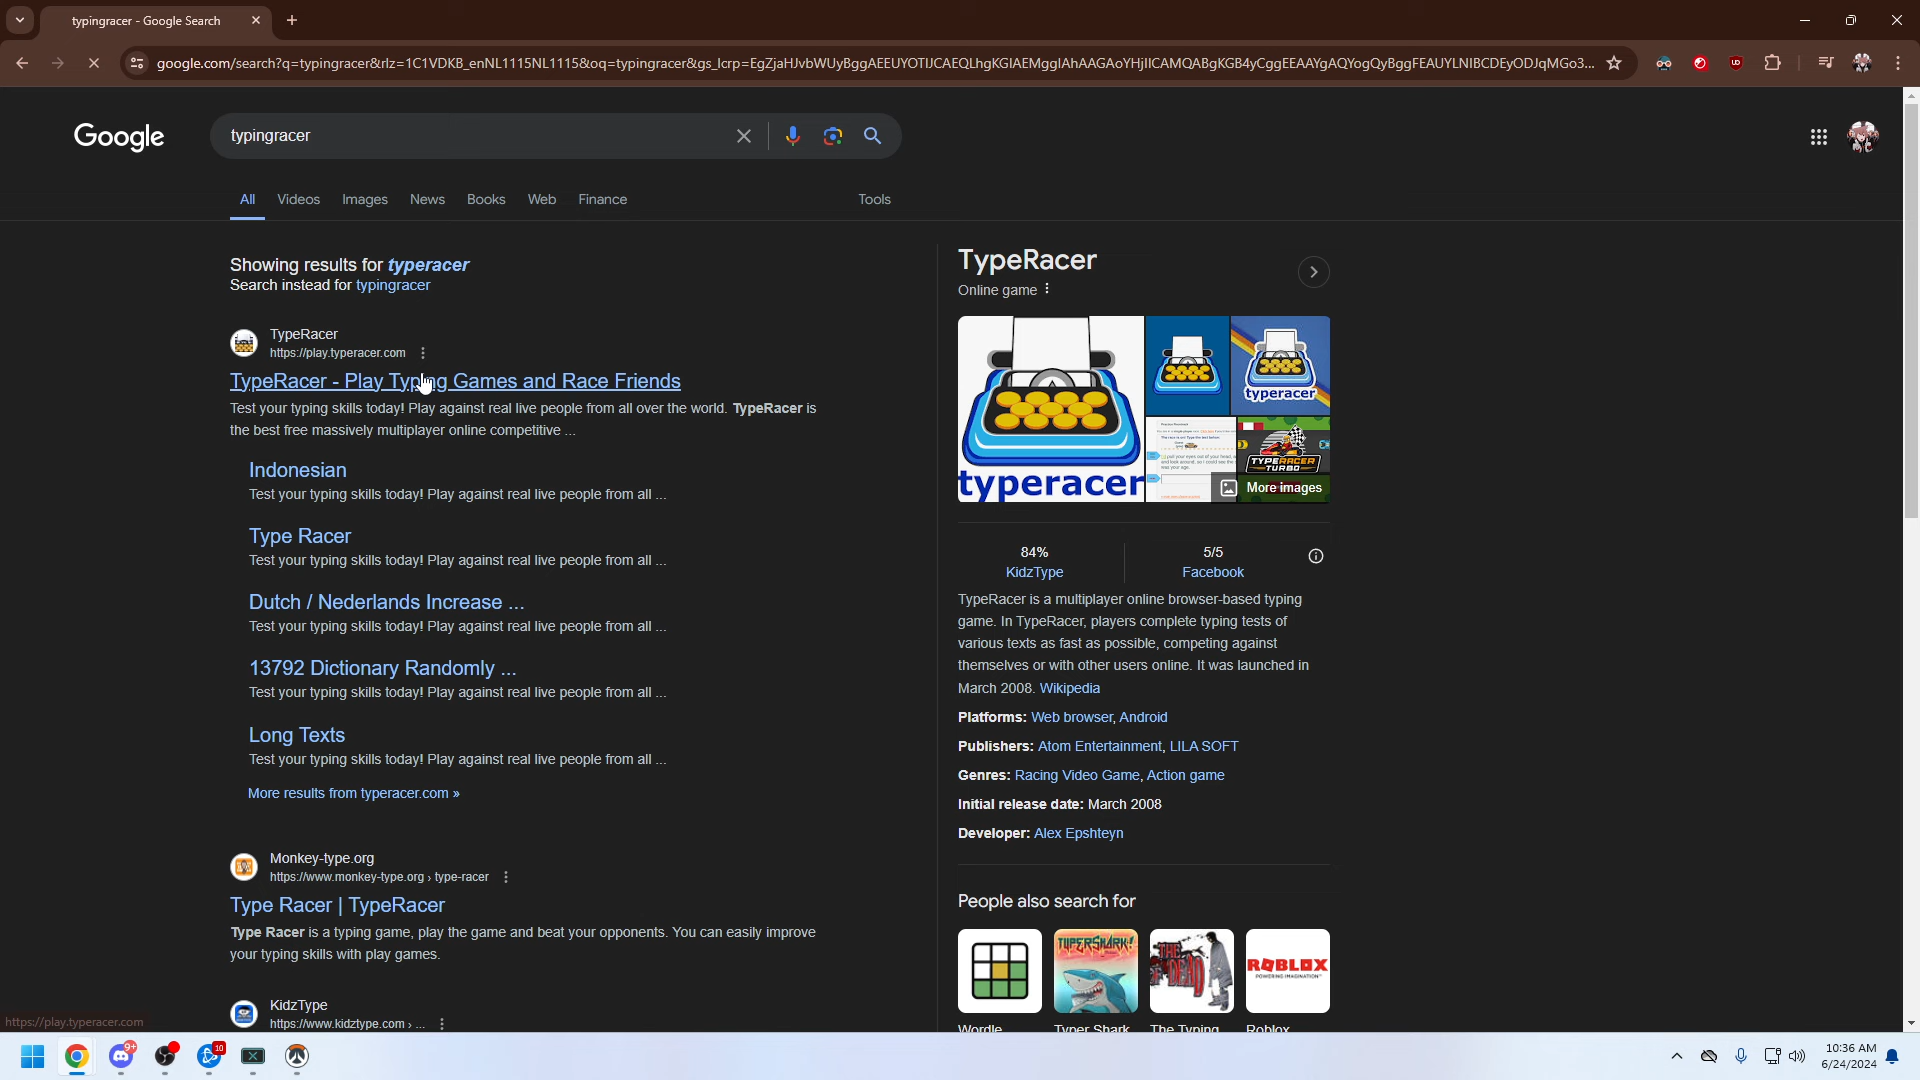 typingracer - Google Search
google.com/search?q=typingracer&rlz=1C1VDKB_enNL1115NL1115&oq=typingracer&gs_lcrp=
Google
typingracer
All Videos Images News Books Web Finance Tools
Showing results for typeracer
Search instead for typingracer
TypeRacer
https://play.typeracer.com
TypeRacer - Play Typing Games and Race Friends
Test your typing skills today! Play against real live people from all over the world. TypeRacer is
the best free massively multiplayer online competitive ...
Indonesian
Test your typing skills today! Play against real live people from all ...
Type Racer
Test your typing skills today! Play against real live people from all ...
Dutch / Nederlands Increase ...
Test your typing skills today! Play against real live people from all ...
13792 Dictionary Randomly ...
Test your typing skills today! Play against real live people from all ...
Long Texts
Test your typing skills today! Play against real live people from all ...
More results from typeracer.com »
Monkey-type.org
https://www.monkey-type.org › type-racer
Type Racer | TypeRacer
Type Racer is a typing game, play the game and beat your opponents. You can easily improve
your typing skills with play games.
KidzType
https://www.kidztype.com › ...
TypeRacer
Online game
typeracer
typeracer
TYPERACER
TURBO
More images
84%
KidzType
5/5
Facebook
TypeRacer is a multiplayer online browser-based typing
game. In TypeRacer, players complete typing tests of
various texts as fast as possible, competing against
themselves or with other users online. It was launched in
March 2008. Wikipedia
Platforms: Web browser, Android
Publishers: Atom Entertainment, LILA SOFT
Genres: Racing Video Game, Action game
Initial release date: March 2008
Developer: Alex Epshteyn
People also search for
TYPERSHARK!
THE
OF DEAD
ROBLOX
POWERING IMAGINATION
Wordle Typer Shark The Typing Roblox
https://play.typeracer.com
9+
10
10:36 AM
6/24/2024